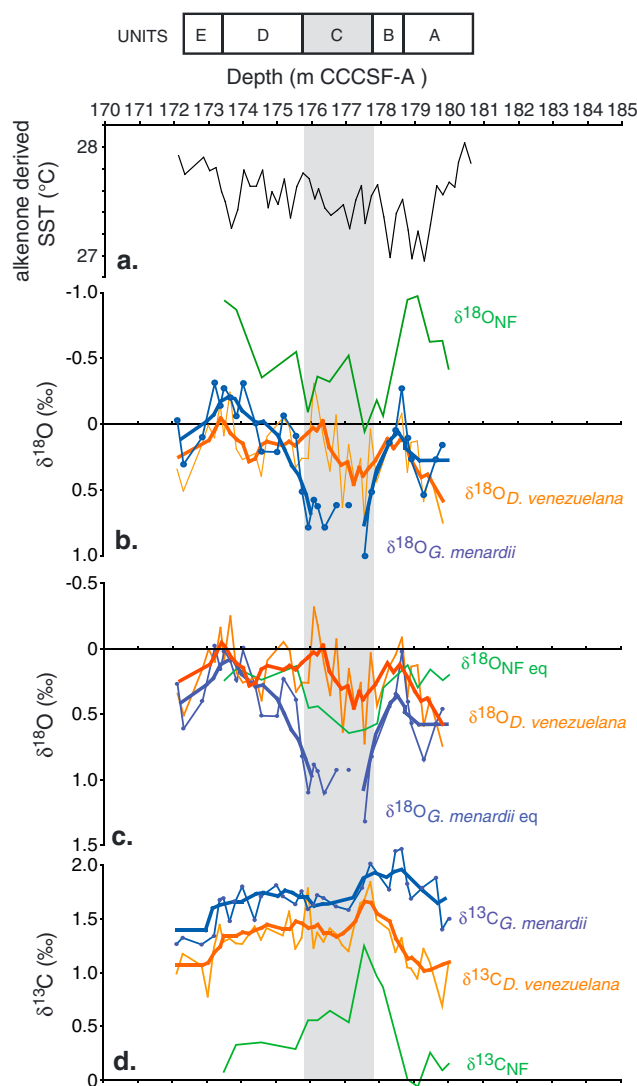 UNITS E D C B A
Depth (m CCCSF-A )
170 171 172 173 174 175 176 177 178 179 180 181 182 183 184 185
alkenone derived
SST (°C)
28
27
a.
-1.0
-0.5
0
0.5
1.0
δ18O (‰)
δ18ONF
δ18OD. venezuelana
δ18OG. menardii
b.
-0.5
0
0.5
1.0
1.5
δ18O (‰)
δ18ONF eq
δ18OD. venezuelana
δ18OG. menardii eq
c.
2.0
1.5
1.0
0.5
0
δ13C (‰)
δ13CG. menardii
δ13CD. venezuelana
δ13CNF
d.